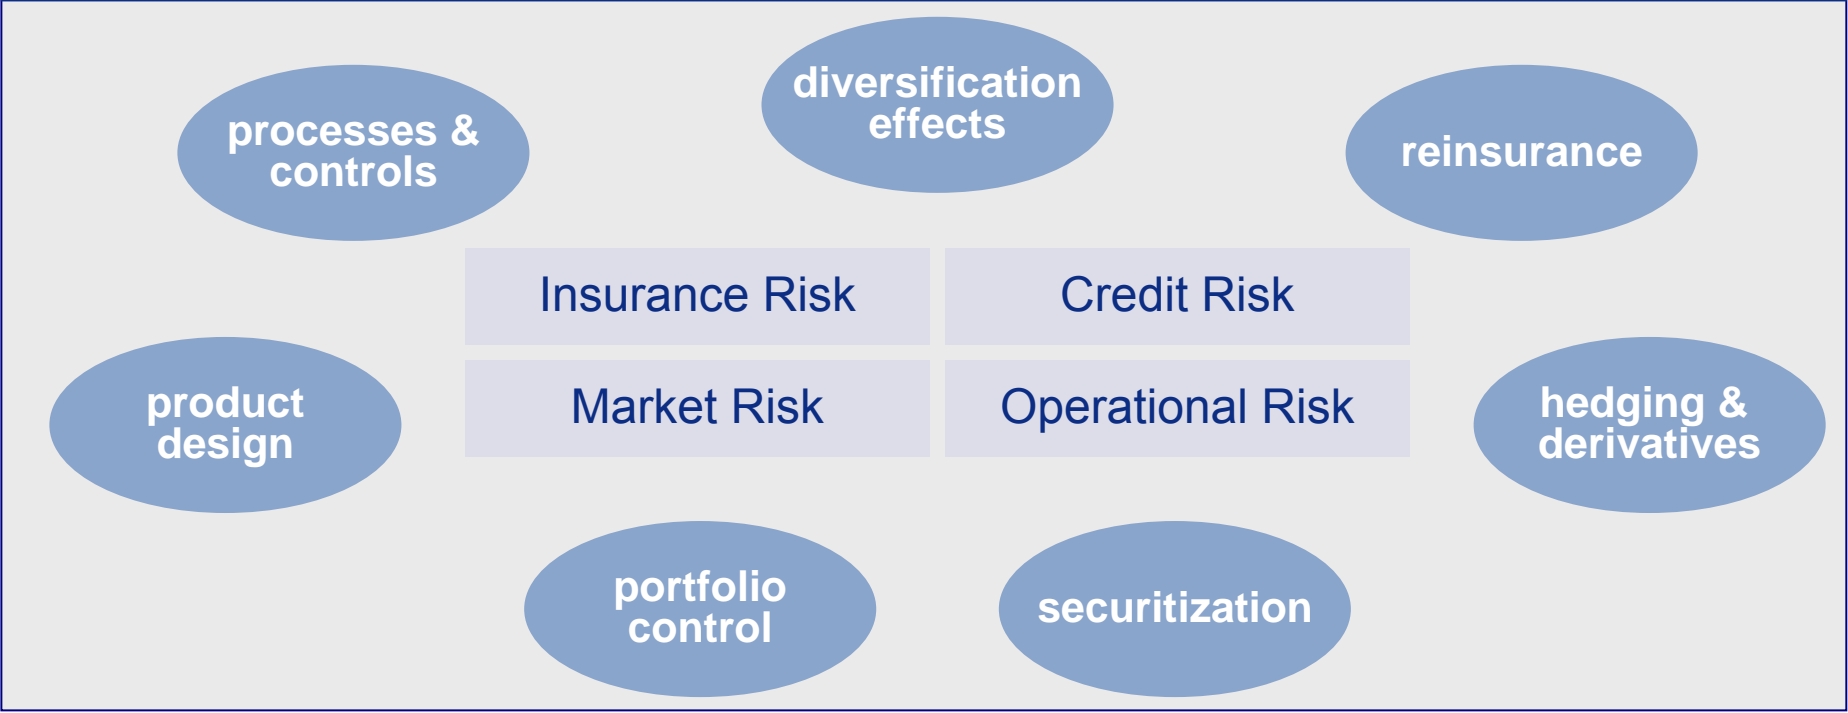 diversification
effects
processes &
controls
reinsurance
Insurance Risk
Credit Risk
Market Risk
Operational Risk
product
design
hedging &
derivatives
portfolio
control
securitization